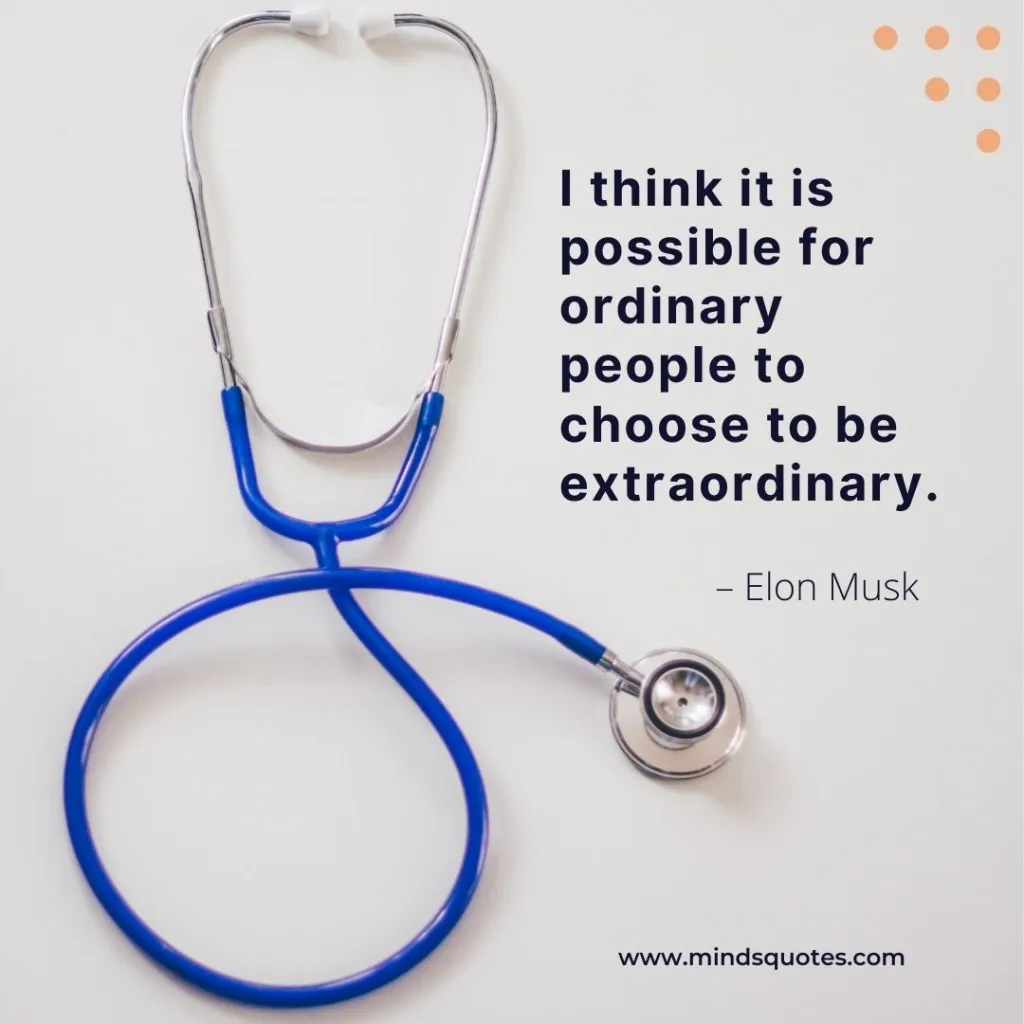 I think it is
possible for
ordinary
people to
choose to be
extraordinary.
– Elon Musk
www.mindsquotes.com